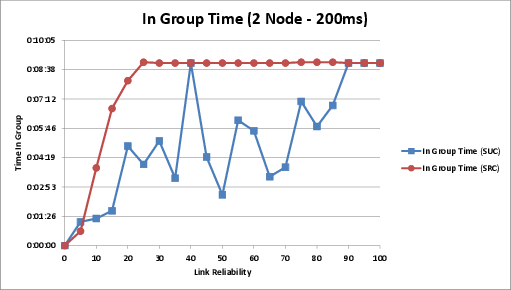 In Group Time (2 Node - 200ms)
0:10:05
0:08:38
0:07:12
0:05:46
0:04:19
0:02:53
0:01:26
0:00:00
Time In Group
0 10 20 30 40 50 60 70 80 90 100
Link Reliability
In Group Time (SUC)
In Group Time (SRC)